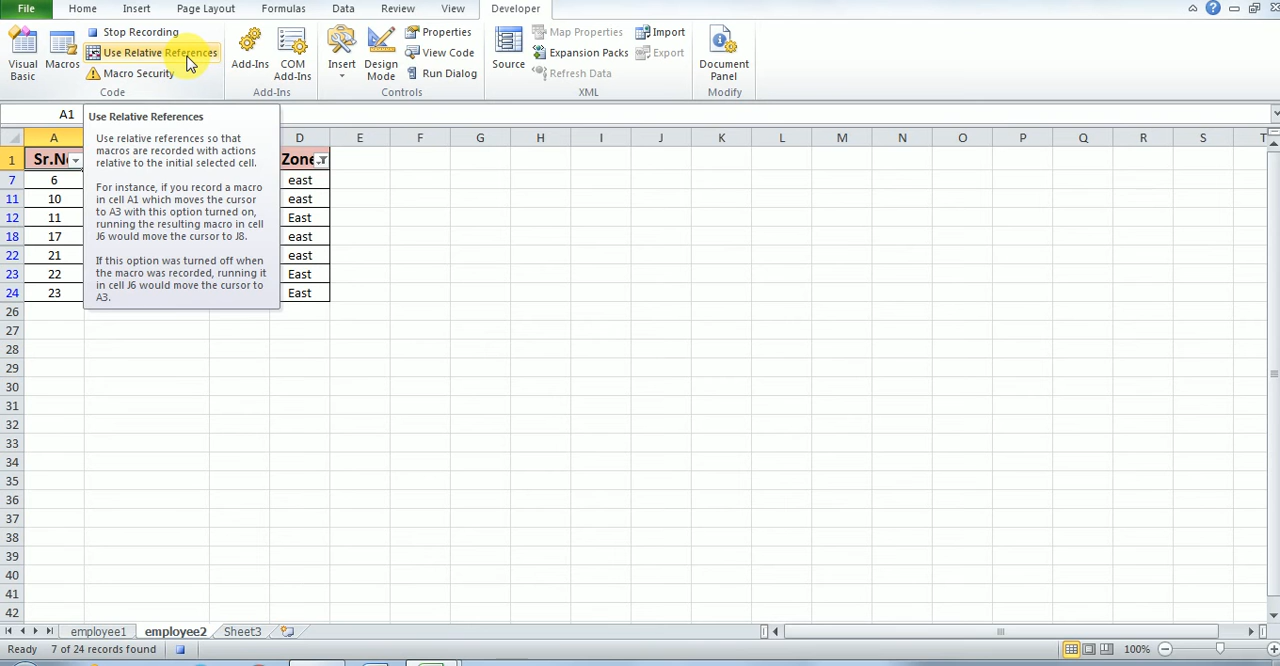 File Home Insert Page Layout Formulas Data Review View Developer
Visual Basic
Macros
Stop Recording
Use Relative References
Macro Security
Code
Add-Ins
COM Add-Ins
Add-Ins
Insert
Design Mode
Properties
View Code
Run Dialog
Controls
Source
Map Properties
Expansion Packs
Refresh Data
Import
Export
XML
Document Panel
Modify
A1
Use Relative References
Use relative references so that
macros are recorded with actions
relative to the initial selected cell.
For instance, if you record a macro
in cell A1 which moves the cursor
to A3 with this option turned on,
running the resulting macro in cell
J6 would move the cursor to J8.
If this option was turned off when
the macro was recorded, running it
in cell J6 would move the cursor to
A3.
A D E F G H I J K L M N O P Q R S T
1 Sr.N Zone
7 6 east
11 10 East
12 11 East
18 17 east
22 21 east
23 22 East
24 23 East
26
27
28
29
30
31
32
33
34
35
36
37
38
39
40
41
42
employee1 employee2 Sheet3
Ready 7 of 24 records found 100%